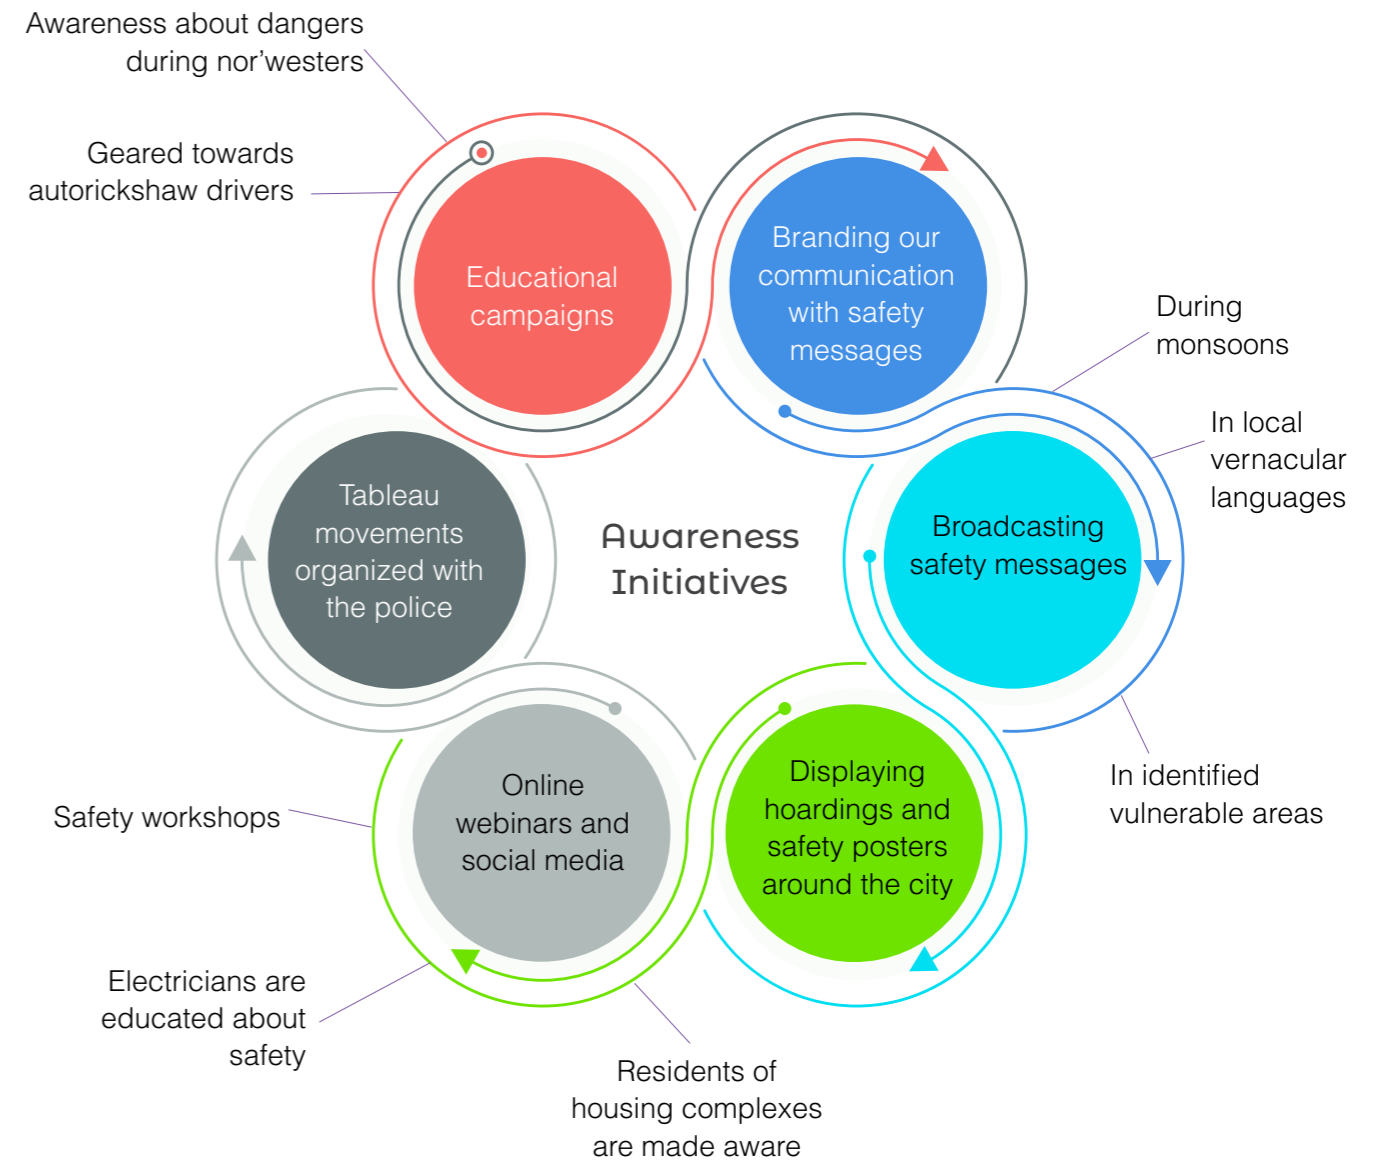 Awareness about dangers
during nor'westers
Geared towards
autorickshaw drivers
Educational
campaigns
Branding our
communication
with safety
messages
During
monsoons
In local
vernacular
languages
Broadcasting
safety messages
In identified
vulnerable areas
Awareness
Initiatives
Tableau
movements
organized with
the police
Displaying
hoardings and
safety posters
around the city
Online
webinars and
social media
Safety workshops
Electricians are
educated about
safety
Residents of
housing complexes
are made aware